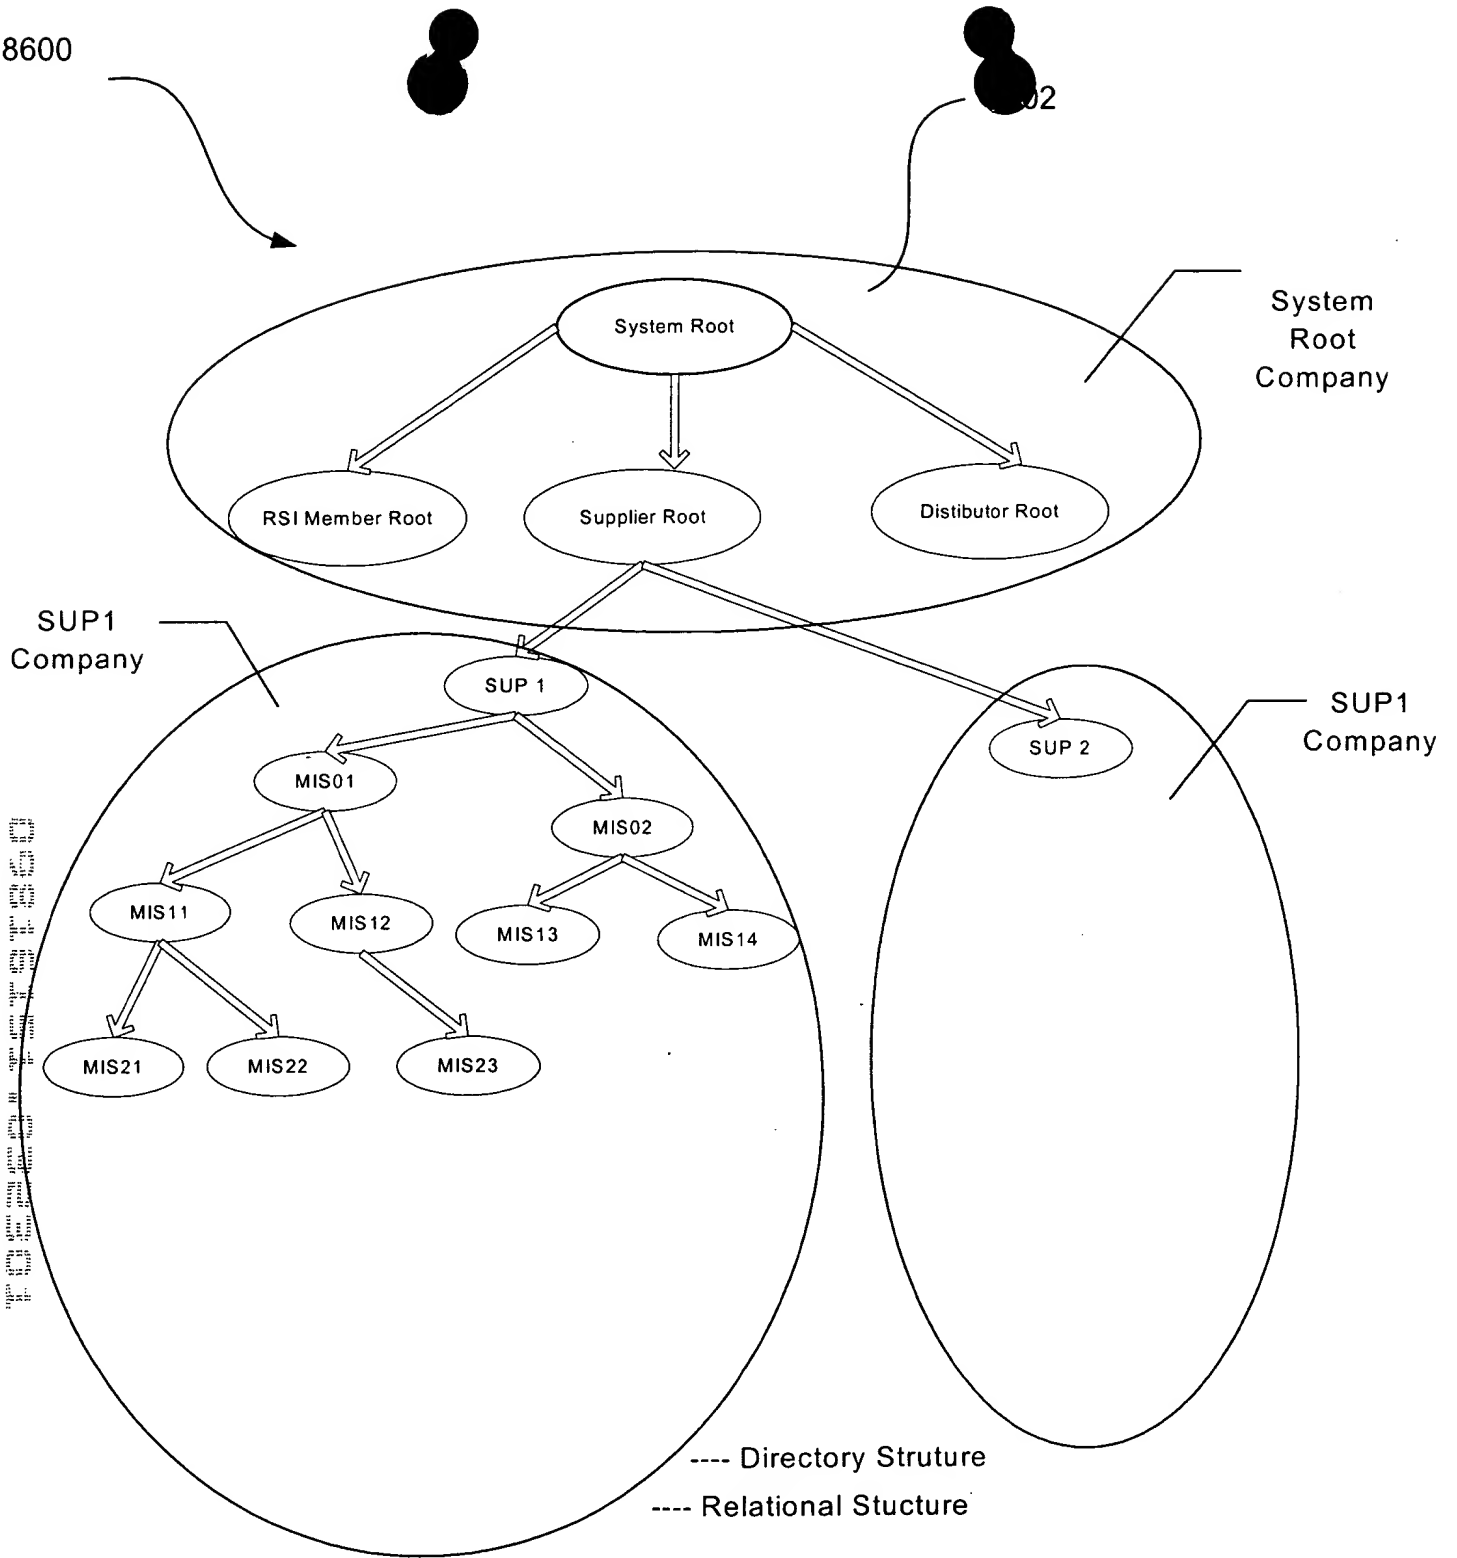 8600
02
System Root
System
Root
Company
RSI Member Root
Supplier Root
Distibutor Root
SUP1
Company
SUP 1
SUP1
Company
SUP 2
MIS01
MIS02
MIS11
MIS12
MIS13
MIS14
MIS21
MIS22
MIS23
---- Directory Struture
---- Relational Stucture